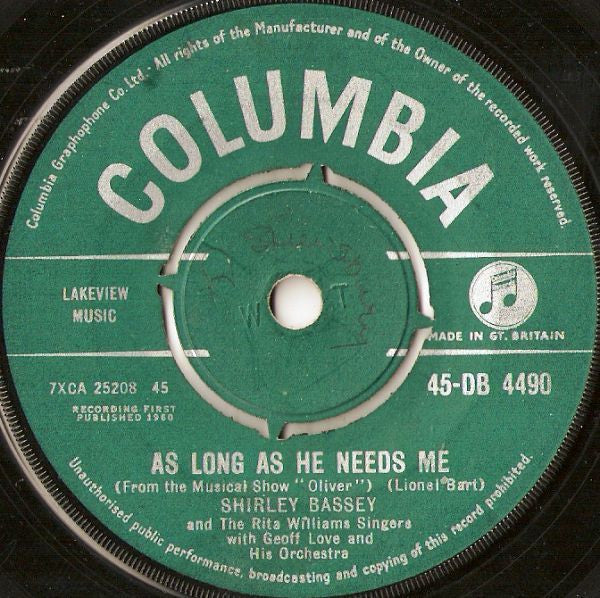 Columbia Graphophone Co. Ltd. · All rights of the Manufacturer and of the Owner of the recorded work reserved.
COLUMBIA
LAKEVIEW
MUSIC
W T
MADE IN GT. BRITAIN
7XCA 25208 45
45-DB 4490
RECORDING FIRST
PUBLISHED 1960
AS LONG AS HE NEEDS ME
(From the Musical Show "Oliver") (Lionel Bart)
SHIRLEY BASSEY
and The Rita Williams Singers
with Geoff Love and
His Orchestra
Unauthorised public performance, broadcasting and copying of this record prohibited.